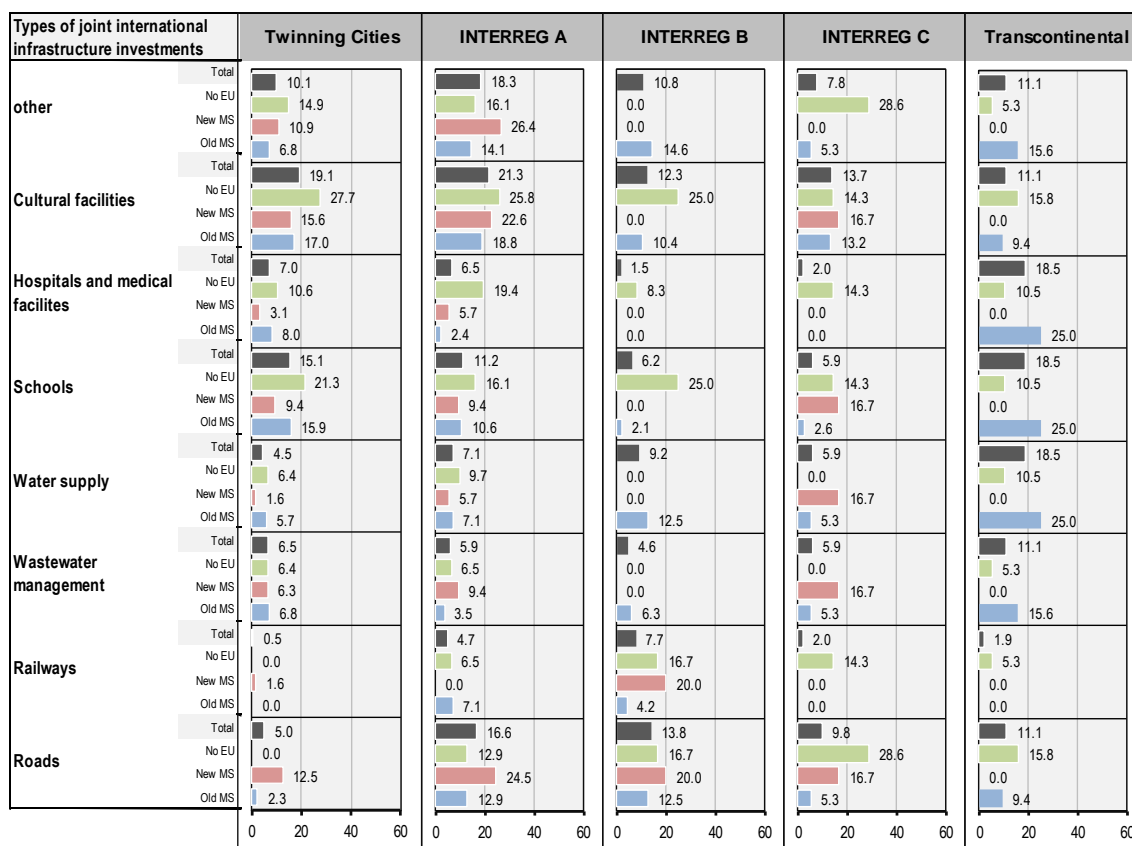 Types of joint international
infrastructure investments
Twinning Cities INTERREG A INTERREG B INTERREG C Transcontinental
other
Total 10.1 18.3 10.8 7.8 11.1
No EU 14.9 16.1 0.0 28.6 5.3
New MS 10.9 26.4 0.0 0.0 0.0
Old MS 6.8 14.1 14.6 5.3 15.6
Cultural facilities
Total 19.1 21.3 12.3 13.7 11.1
No EU 27.7 25.8 25.0 14.3 15.8
New MS 15.6 22.6 0.0 16.7 0.0
Old MS 17.0 18.8 10.4 13.2 9.4
Hospitals and medical
facilites
Total 7.0 6.5 1.5 2.0 18.5
No EU 10.6 19.4 8.3 14.3 10.5
New MS 3.1 5.7 0.0 0.0 0.0
Old MS 8.0 2.4 0.0 0.0 25.0
Schools
Total 15.1 11.2 6.2 5.9 18.5
No EU 21.3 16.1 25.0 14.3 10.5
New MS 9.4 9.4 0.0 16.7 0.0
Old MS 15.9 10.6 2.1 2.6 25.0
Water supply
Total 4.5 7.1 9.2 5.9 18.5
No EU 6.4 9.7 0.0 0.0 10.5
New MS 1.6 5.7 0.0 16.7 0.0
Old MS 5.7 7.1 12.5 5.3 25.0
Wastewater
management
Total 6.5 5.9 4.6 5.9 11.1
No EU 6.4 6.5 0.0 0.0 5.3
New MS 6.3 9.4 0.0 16.7 0.0
Old MS 6.8 3.5 6.3 5.3 15.6
Railways
Total 0.5 4.7 7.7 2.0 1.9
No EU 0.0 6.5 16.7 14.3 5.3
New MS 1.6 0.0 20.0 0.0 0.0
Old MS 0.0 7.1 4.2 0.0 0.0
Roads
Total 5.0 16.6 13.8 9.8 11.1
No EU 0.0 12.9 16.7 28.6 15.8
New MS 12.5 24.5 20.0 16.7 0.0
Old MS 2.3 12.9 12.5 5.3 9.4
0 20 40 60 0 20 40 60 0 20 40 60 0 20 40 60 0 20 40 60